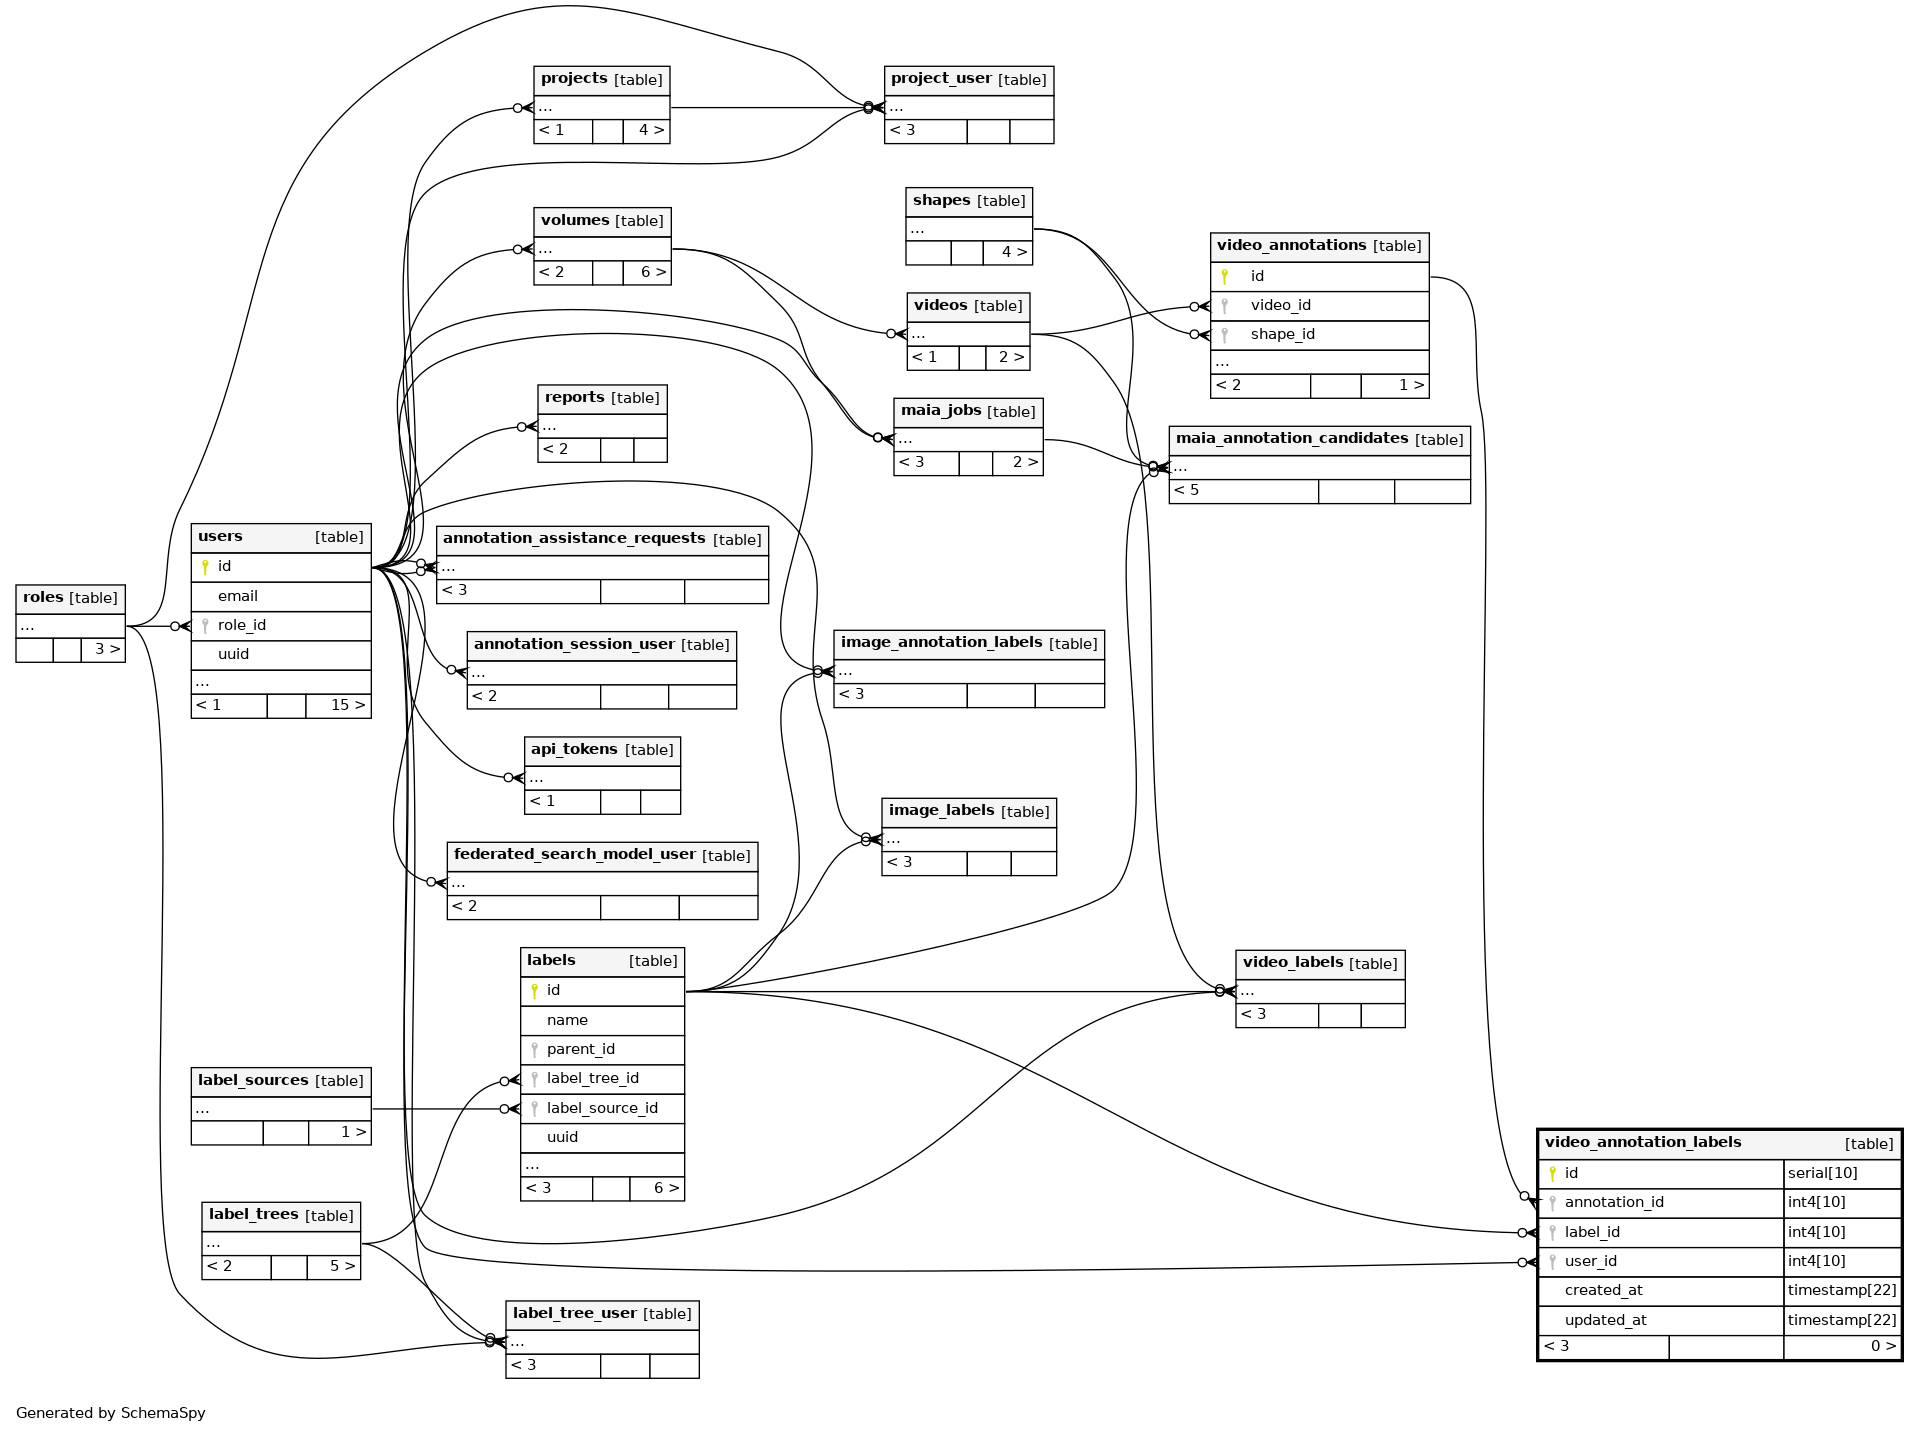 projects [table]
...
< 1 4 >
project_user [table]
...
< 3
shapes [table]
...
4 >
volumes [table]
...
< 2 6 >
video_annotations [table]
id
video_id
shape_id
...
< 2 1 >
videos [table]
...
< 1 2 >
reports [table]
...
< 2
maia_jobs [table]
...
< 3 2 >
maia_annotation_candidates [table]
...
< 5
users [table]
id
email
role_id
uuid
...
< 1 15 >
annotation_assistance_requests [table]
...
< 3
roles [table]
...
3 >
annotation_session_user [table]
...
< 2
image_annotation_labels [table]
...
< 3
api_tokens [table]
...
< 1
image_labels [table]
...
< 3
federated_search_model_user [table]
...
< 2
labels [table]
id
name
parent_id
label_tree_id
label_source_id
uuid
...
< 3 6 >
video_labels [table]
...
< 3
label_sources [table]
...
1 >
video_annotation_labels [table]
id serial[10]
annotation_id int4[10]
label_id int4[10]
user_id int4[10]
created_at timestamp[22]
updated_at timestamp[22]
< 3 0 >
label_trees [table]
...
< 2 5 >
label_tree_user [table]
...
< 3
Generated by SchemaSpy